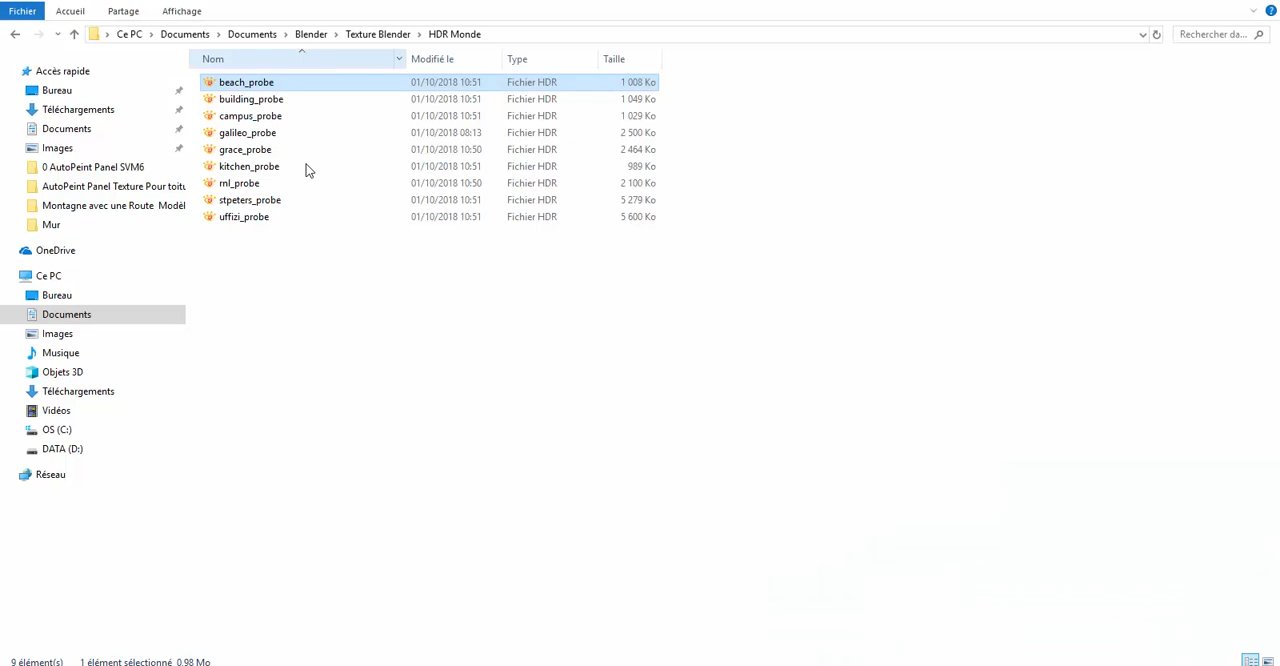 Fichier Accueil Partage Affichage
Ce PC Documents Documents Blender Texture Blender HDR Monde Rechercher da...
Nom Modifié le Type Taille
Accès rapide
Bureau
Téléchargements
Documents
Images
0 AutoPeint Panel SVM6
AutoPeint Panel Texture Pour toitu
Montagne avec une Route Modèl
Mur
OneDrive
Ce PC
Bureau
Documents
Images
Musique
Objets 3D
Téléchargements
Vidéos
OS (C:)
DATA (D:)
Réseau
beach_probe 01/10/2018 10:51 Fichier HDR 1 008 Ko
building_probe 01/10/2018 10:51 Fichier HDR 1 049 Ko
campus_probe 01/10/2018 10:51 Fichier HDR 1 029 Ko
galileo_probe 01/10/2018 08:13 Fichier HDR 2 500 Ko
grace_probe 01/10/2018 10:50 Fichier HDR 2 464 Ko
kitchen_probe 01/10/2018 10:51 Fichier HDR 989 Ko
rnl_probe 01/10/2018 10:50 Fichier HDR 2 100 Ko
stpeters_probe 01/10/2018 10:51 Fichier HDR 5 279 Ko
uffizi_probe 01/10/2018 10:51 Fichier HDR 5 600 Ko
9 élément(s) 1 élément sélectionné 0,98 Mo